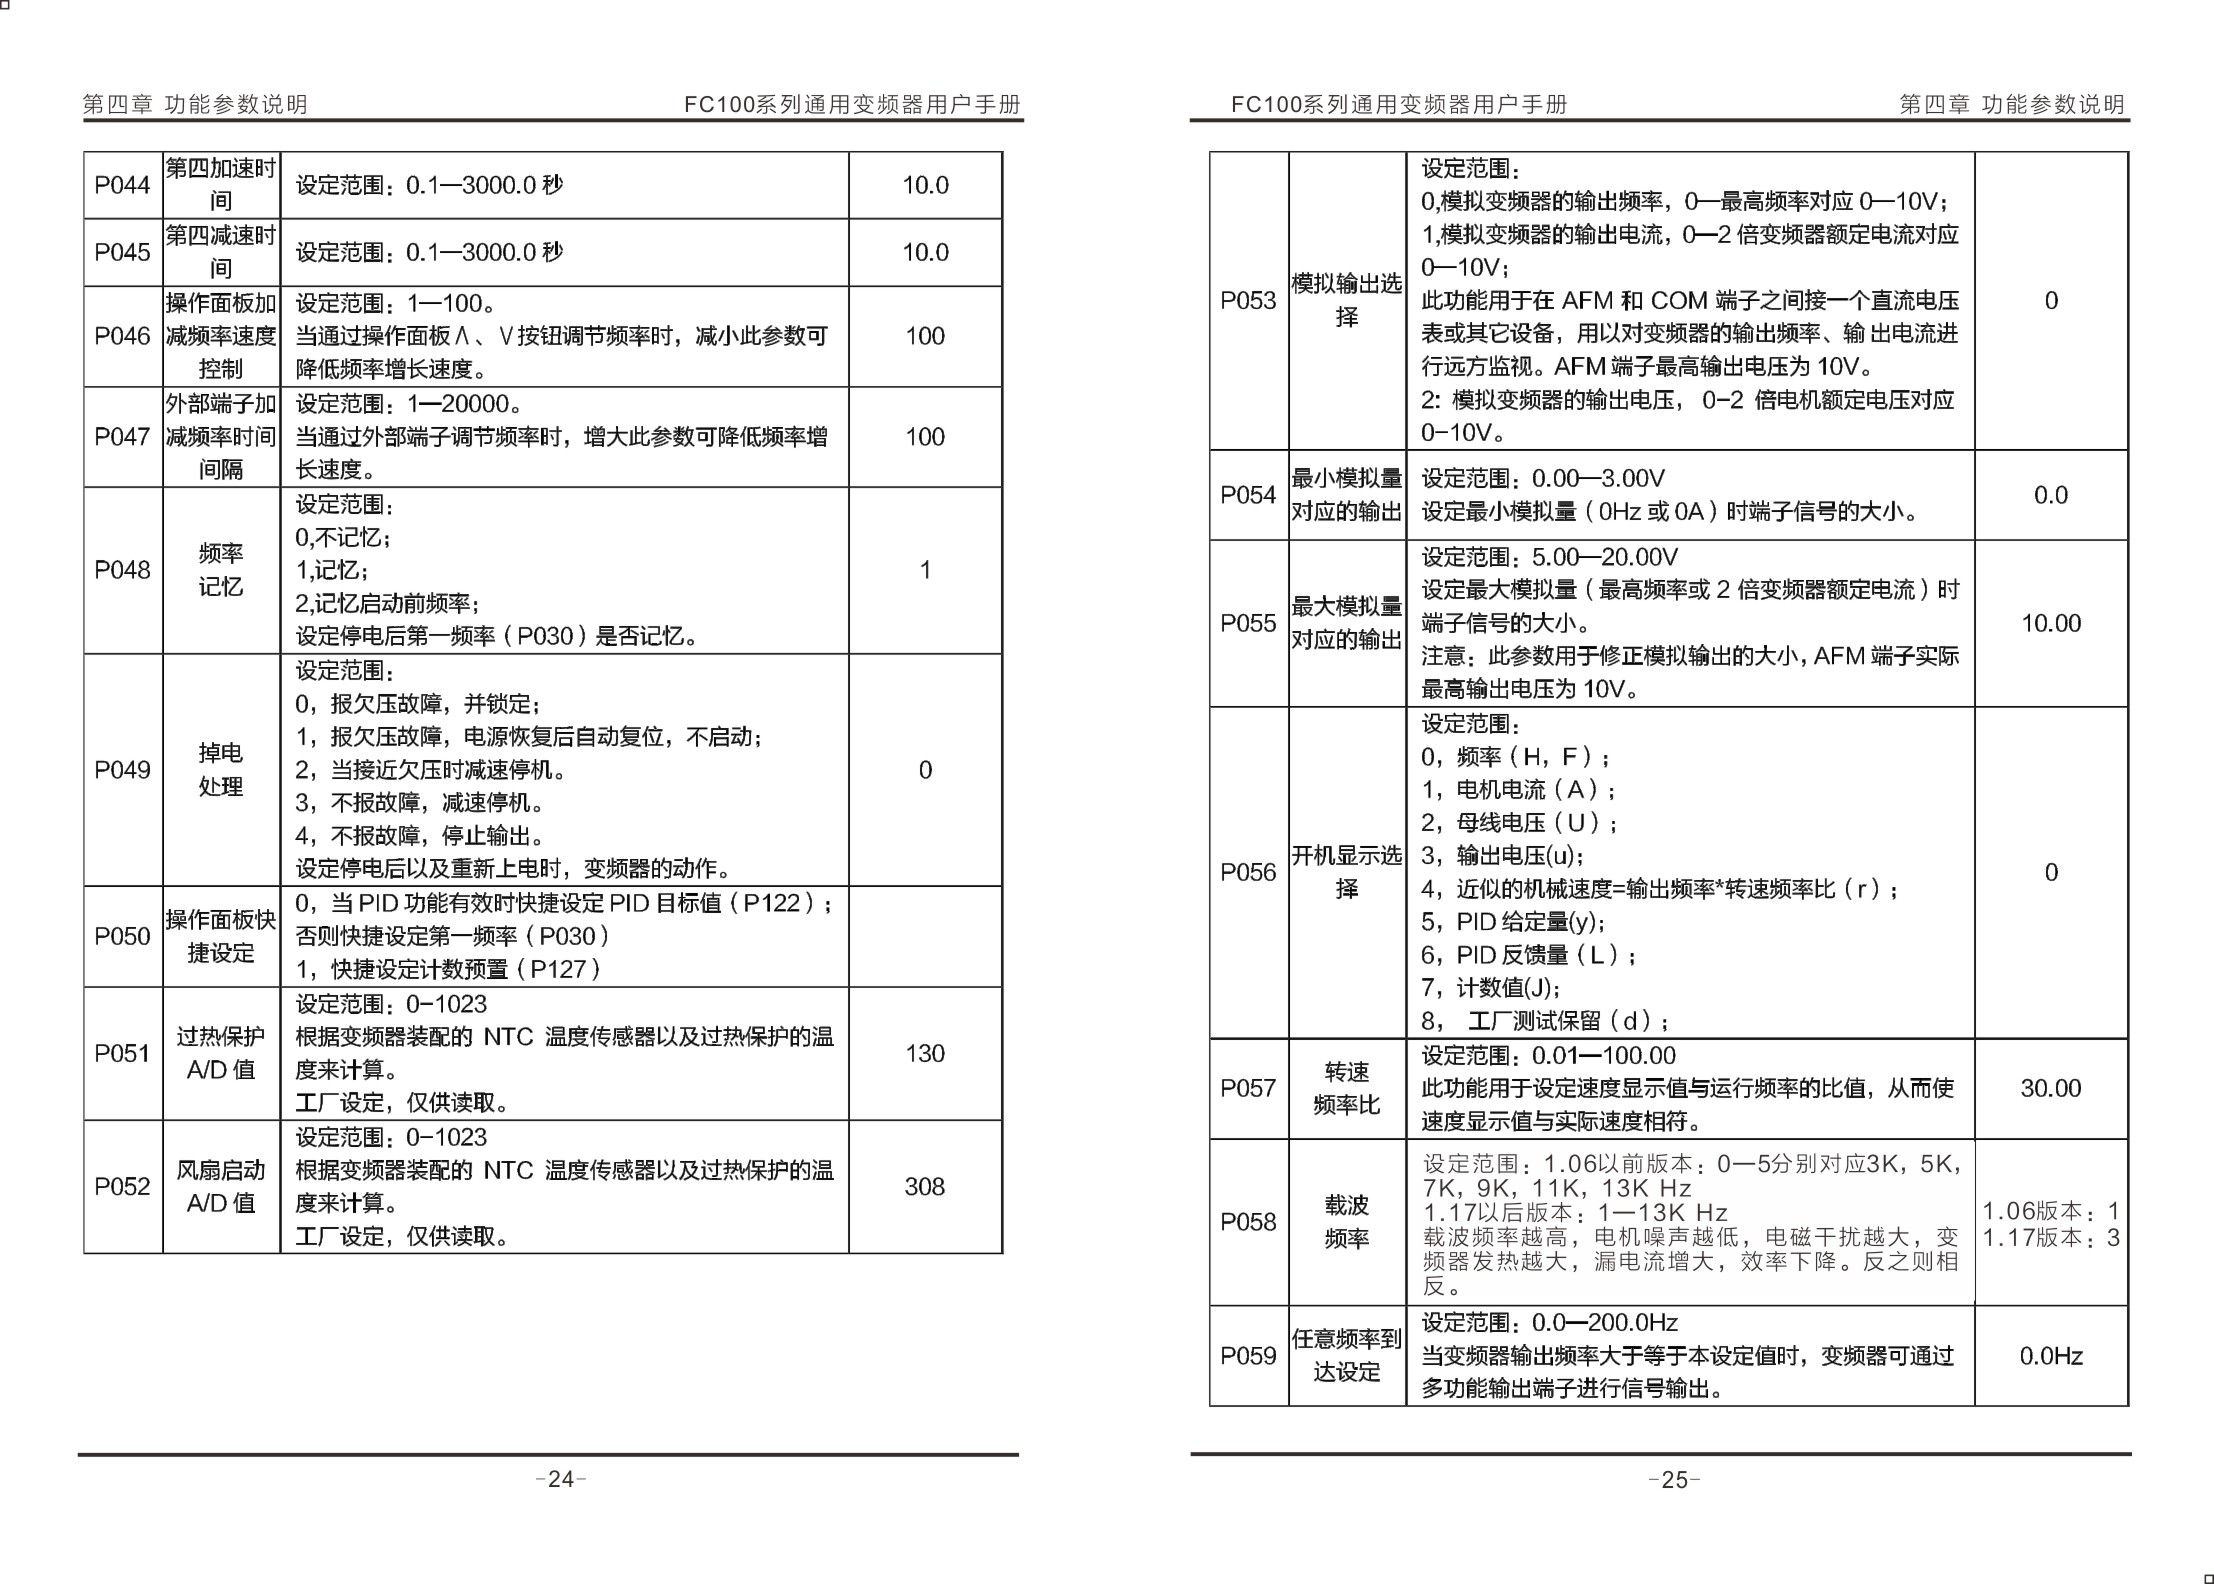 第四章 功能参数说明
FC100系列通用变频器用户手册
P044
第四加速时
间
设定范围：0.1—3000.0 秒
10.0
P045
第四减速时
间
设定范围：0.1—3000.0 秒
10.0
P046
操作面板加
减频率速度
控制
设定范围：1—100。
当通过操作面板∧、∨按钮调节频率时，减小此参数可
降低频率增长速度。
100
P047
外部端子加
减频率时间
间隔
设定范围：1—20000。
当通过外部端子调节频率时，增大此参数可降低频率增
长速度。
100
P048
频率
记忆
设定范围：
0,不记忆；
1,记忆；
2,记忆启动前频率；
设定停电后第一频率（P030）是否记忆。
1
P049
掉电
处理
设定范围：
0，报欠压故障，并锁定；
1，报欠压故障，电源恢复后自动复位，不启动；
2，当接近欠压时减速停机。
3，不报故障，减速停机。
4，不报故障，停止输出。
设定停电后以及重新上电时，变频器的动作。
0
P050
操作面板快
捷设定
0，当 PID 功能有效时快捷设定 PID 目标值（P122）；
否则快捷设定第一频率（P030）
1，快捷设定计数预置（P127）
P051
过热保护
A/D 值
设定范围：0-1023
根据变频器装配的 NTC 温度传感器以及过热保护的温
度来计算。
工厂设定，仅供读取。
130
P052
风扇启动
A/D 值
设定范围：0-1023
根据变频器装配的 NTC 温度传感器以及过热保护的温
度来计算。
工厂设定，仅供读取。
308
-24-
FC100系列通用变频器用户手册
第四章 功能参数说明
P053
模拟输出选
择
设定范围：
0,模拟变频器的输出频率，0—最高频率对应 0—10V；
1,模拟变频器的输出电流，0—2 倍变频器额定电流对应
0—10V；
此功能用于在 AFM 和 COM 端子之间接一个直流电压
表或其它设备，用以对变频器的输出频率、输出电流进
行远方监视。AFM 端子最高输出电压为 10V。
2: 模拟变频器的输出电压， 0-2 倍电机额定电压对应
0-10V。
0
P054
最小模拟量
对应的输出
设定范围：0.00—3.00V
设定最小模拟量（0Hz 或 0A）时端子信号的大小。
0.0
P055
最大模拟量
对应的输出
设定范围：5.00—20.00V
设定最大模拟量（最高频率或 2 倍变频器额定电流）时
端子信号的大小。
注意：此参数用于修正模拟输出的大小，AFM 端子实际
最高输出电压为 10V。
10.00
P056
开机显示选
择
设定范围：
0，频率（H，F）；
1，电机电流（A）；
2，母线电压（U）；
3，输出电压(u)；
4，近似的机械速度=输出频率*转速频率比（r）；
5，PID 给定量(y)；
6，PID 反馈量（L）；
7，计数值(J)；
8， 工厂测试保留（d）；
0
P057
转速
频率比
设定范围：0.01—100.00
此功能用于设定速度显示值与运行频率的比值，从而使
速度显示值与实际速度相符。
30.00
P058
载波
频率
设定范围：1.06以前版本：0—5分别对应3K，5K，
7K，9K，11K，13K Hz
1.17以后版本：1—13K Hz
载波频率越高，电机噪声越低，电磁干扰越大，变
频器发热越大，漏电流增大，效率下降。反之则相
反。
1.06版本：1
1.17版本：3
P059
任意频率到
达设定
设定范围：0.0—200.0Hz
当变频器输出频率大于等于本设定值时，变频器可通过
多功能输出端子进行信号输出。
0.0Hz
-25-